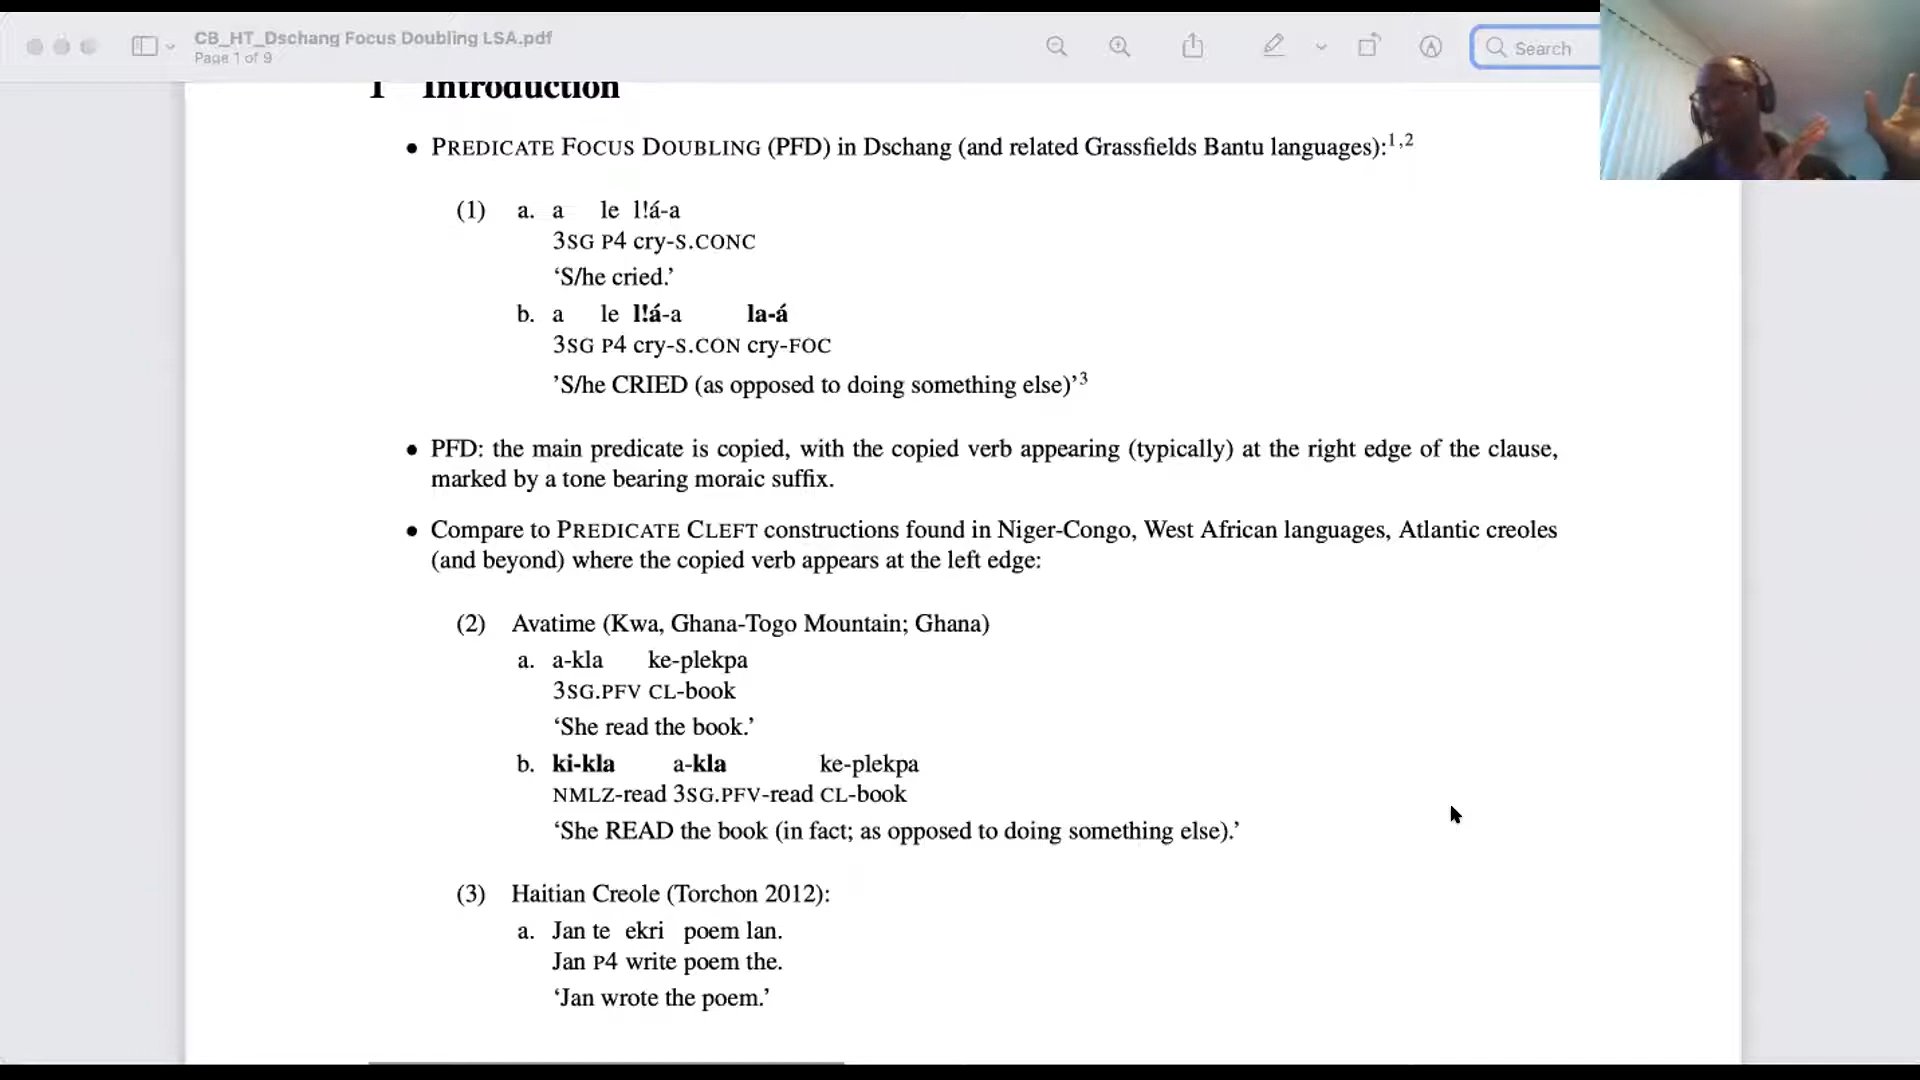 CB_HT_Dschang Focus Doubling LSA.pdf
Page 1 of 9
Search
1 Introduction
• PREDICATE FOCUS DOUBLING (PFD) in Dschang (and related Grassfields Bantu languages):1,2
(1) a. a le l!á-a
3SG P4 cry-S.CONC
‘S/he cried.’
b. a le l!á-a la-á
3SG P4 cry-S.CON cry-FOC
’S/he CRIED (as opposed to doing something else)’3
• PFD: the main predicate is copied, with the copied verb appearing (typically) at the right edge of the clause,
marked by a tone bearing moraic suffix.
• Compare to PREDICATE CLEFT constructions found in Niger-Congo, West African languages, Atlantic creoles
(and beyond) where the copied verb appears at the left edge:
(2) Avatime (Kwa, Ghana-Togo Mountain; Ghana)
a. a-kla ke-plekpa
3SG.PFV CL-book
‘She read the book.’
b. ki-kla a-kla ke-plekpa
NMLZ-read 3SG.PFV-read CL-book
‘She READ the book (in fact; as opposed to doing something else).’
(3) Haitian Creole (Torchon 2012):
a. Jan te ekri poem lan.
Jan P4 write poem the.
‘Jan wrote the poem.’